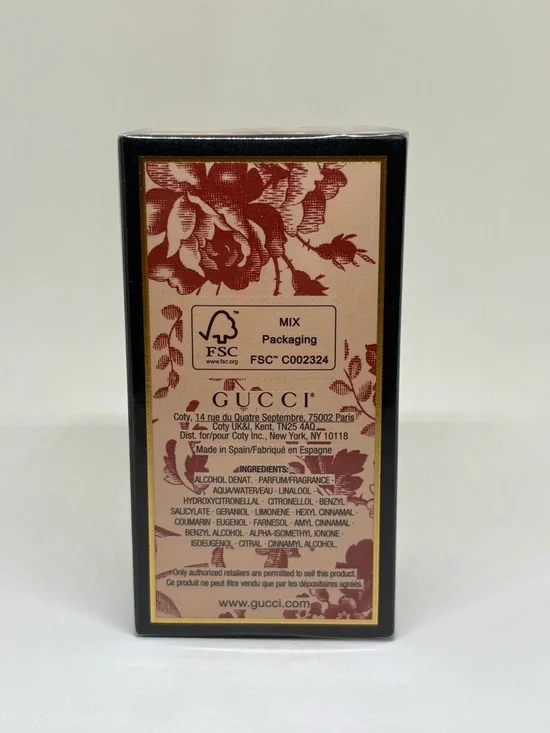 MIX
Packaging
FSC™ C002324
FSC
www.fsc.org
GUCCI®
Coty, 14 rue du Quatre Septembre, 75002 Paris
Coty UK&I, Kent, TN25 4AQ
Dist. for/pour Coty Inc., New York, NY 10118
Made in Spain/Fabriqué en Espagne
INGREDIENTS:
ALCOHOL DENAT. · PARFUM/FRAGRANCE ·
AQUA/WATER/EAU · LINALOOL ·
HYDROXYCITRONELLAL · CITRONELLOL · BENZYL
SALICYLATE · GERANIOL · LIMONENE · HEXYL CINNAMAL ·
COUMARIN · EUGENOL · FARNESOL · AMYL CINNAMAL ·
BENZYL ALCOHOL · ALPHA-ISOMETHYL IONONE ·
ISOEUGENOL · CITRAL · CINNAMYL ALCOHOL.
Only authorized retailers are permitted to sell this product.
Ce produit ne peut être vendu que par les dépositaires agréés.
www.gucci.com